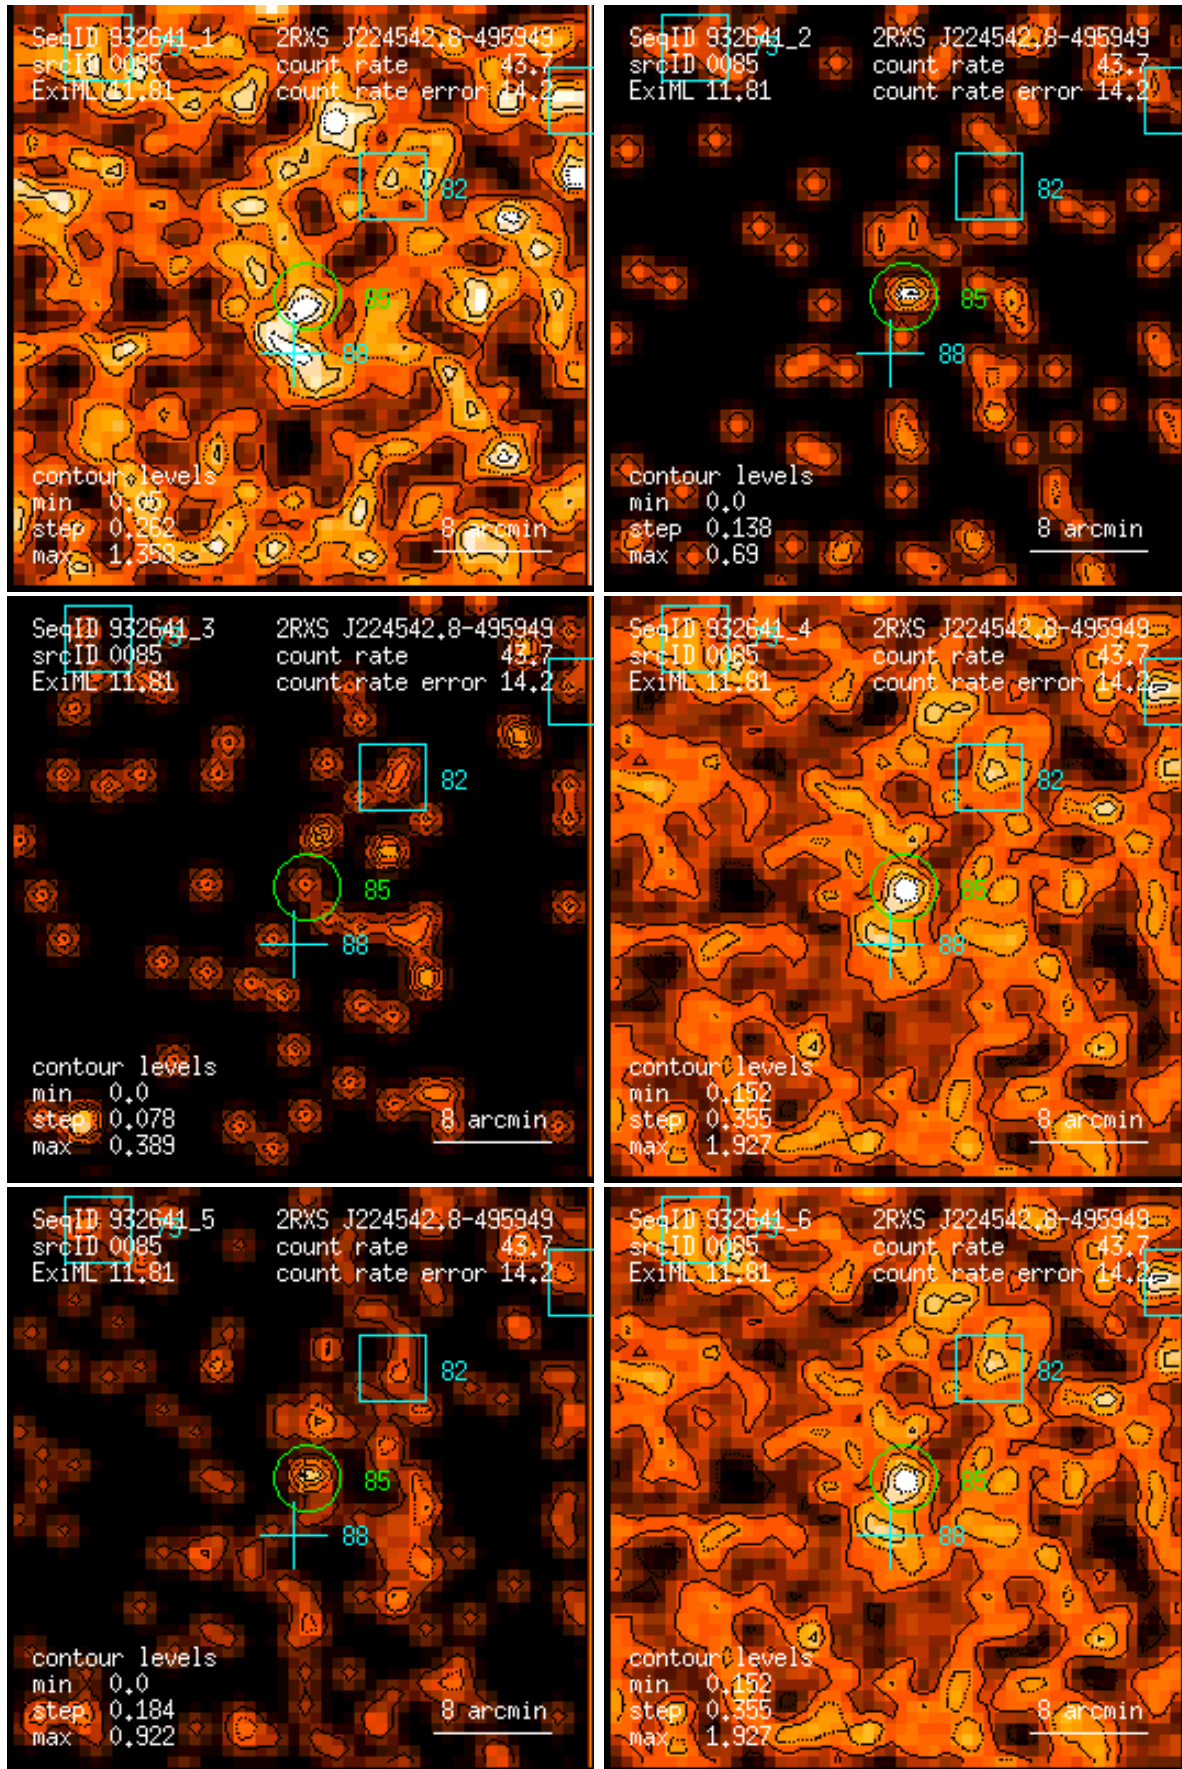 SeqID 932641_1 2RXS J224542.8-495949
srcID 0085 count rate 43.7
ExiML 11.81 count rate error 14.2
82
85
88
contour levels
min 0.05
step 0.262
max 1.358
8 arcmin
SeqID 932641_2 2RXS J224542.8-495949
srcID 0085 count rate 43.7
ExiML 11.81 count rate error 14.2
82
85
88
contour levels
min 0.0
step 0.138
max 0.69
8 arcmin
SeqID 932641_3 2RXS J224542.8-495949
srcID 0085 count rate 43.7
ExiML 11.81 count rate error 14.2
82
85
88
contour levels
min 0.0
step 0.078
max 0.389
8 arcmin
SeqID 932641_4 2RXS J224542.8-495949
srcID 0085 count rate 43.7
ExiML 11.81 count rate error 14.2
82
85
88
contour levels
min 0.152
step 0.355
max 1.927
8 arcmin
SeqID 932641_5 2RXS J224542.8-495949
srcID 0085 count rate 43.7
ExiML 11.81 count rate error 14.2
82
85
88
contour levels
min 0.0
step 0.184
max 0.922
8 arcmin
SeqID 932641_6 2RXS J224542.8-495949
srcID 0085 count rate 43.7
ExiML 11.81 count rate error 14.2
82
85
88
contour levels
min 0.152
step 0.355
max 1.927
8 arcmin